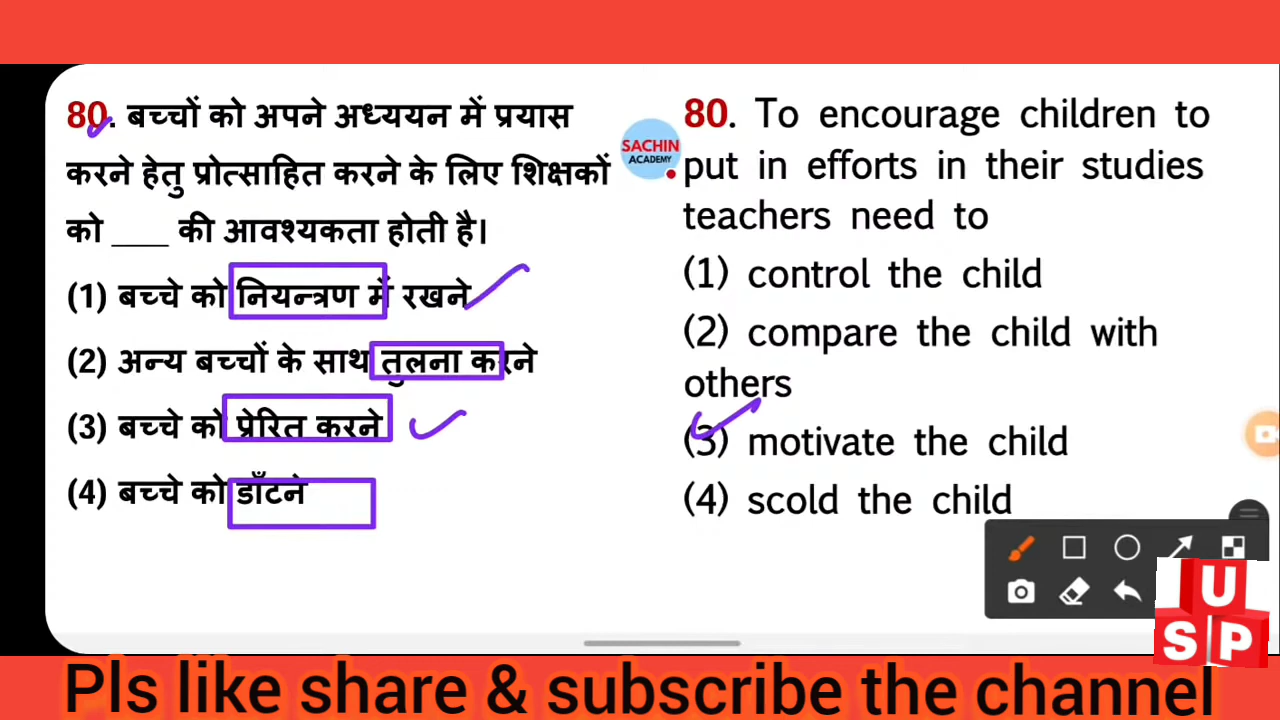 80. बच्चों को अपने अध्ययन में प्रयास
करने हेतु प्रोत्साहित करने के लिए शिक्षकों
को ___ की आवश्यकता होती है।
(1) बच्चे को नियन्त्रण में रखने
(2) अन्य बच्चों के साथ तुलना करने
(3) बच्चे को प्रेरित करने
(4) बच्चे को डाँटने
SACHIN
ACADEMY
80. To encourage children to
put in efforts in their studies
teachers need to
(1) control the child
(2) compare the child with
others
(3) motivate the child
(4) scold the child
U
S P
Pls like share & subscribe the channel